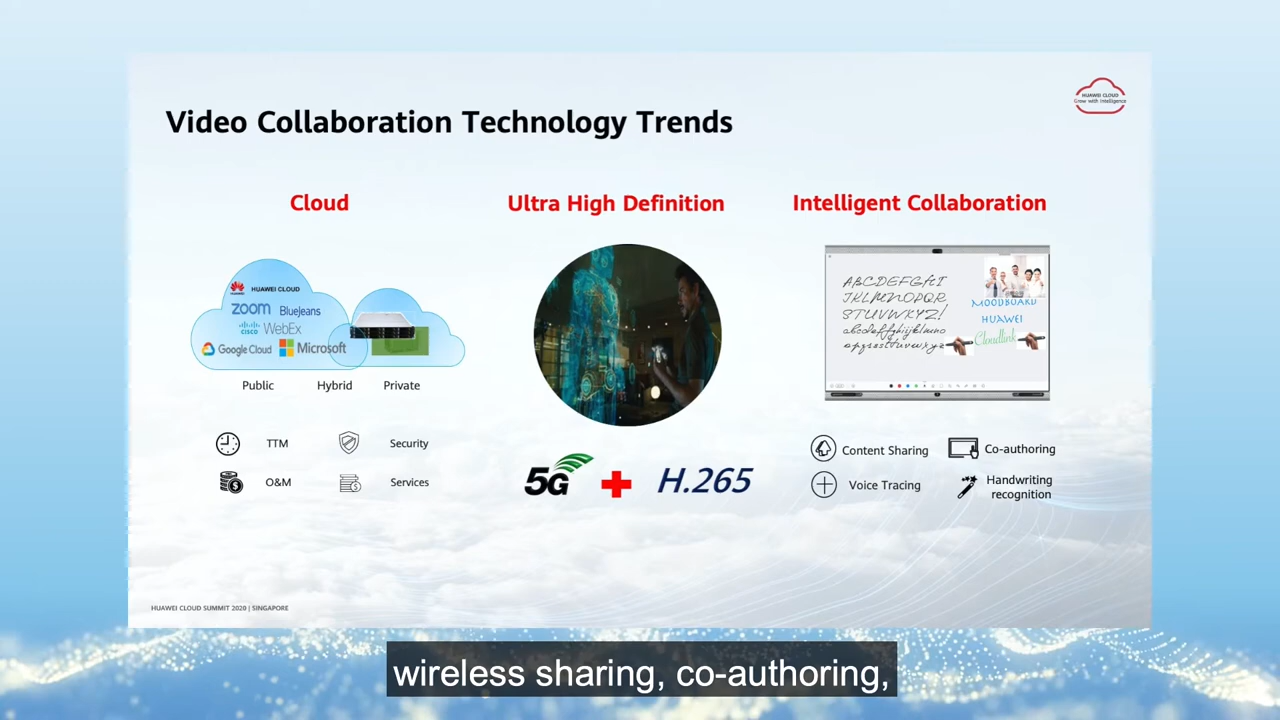 HUAWEI CLOUD
Grow with Intelligence
Video Collaboration Technology Trends
Cloud
HUAWEI CLOUD
zoom BlueJeans
CISCO WebEx
Google Cloud Microsoft
Public Hybrid Private
TTM Security
O&M Services
Ultra High Definition
5G H.265
Intelligent Collaboration
ABCDEFGHI
JKLMNOPQR
STUVWXYZ!
MOODBOARD
HUAWEI
Cloudlink
Content Sharing Co-authoring
Voice Tracing Handwriting
recognition
HUAWEI CLOUD SUMMIT 2020 | SINGAPORE
wireless sharing, co-authoring,